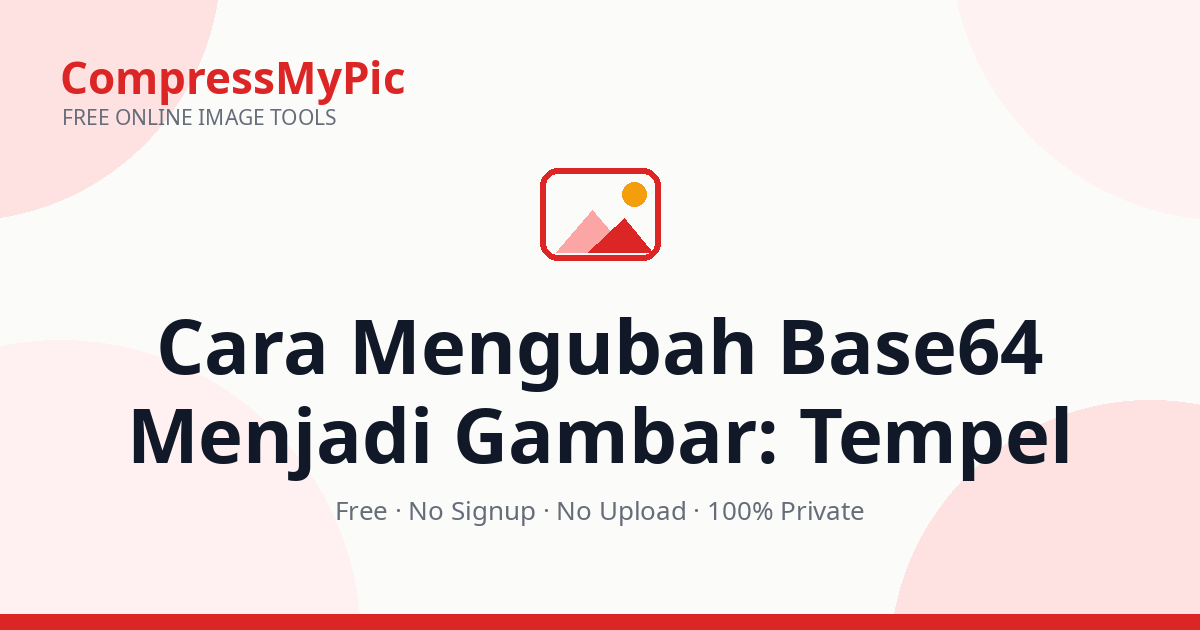 CompressMyPic
FREE ONLINE IMAGE TOOLS
Cara Mengubah Base64
Menjadi Gambar: Tempel
Free · No Signup · No Upload · 100% Private